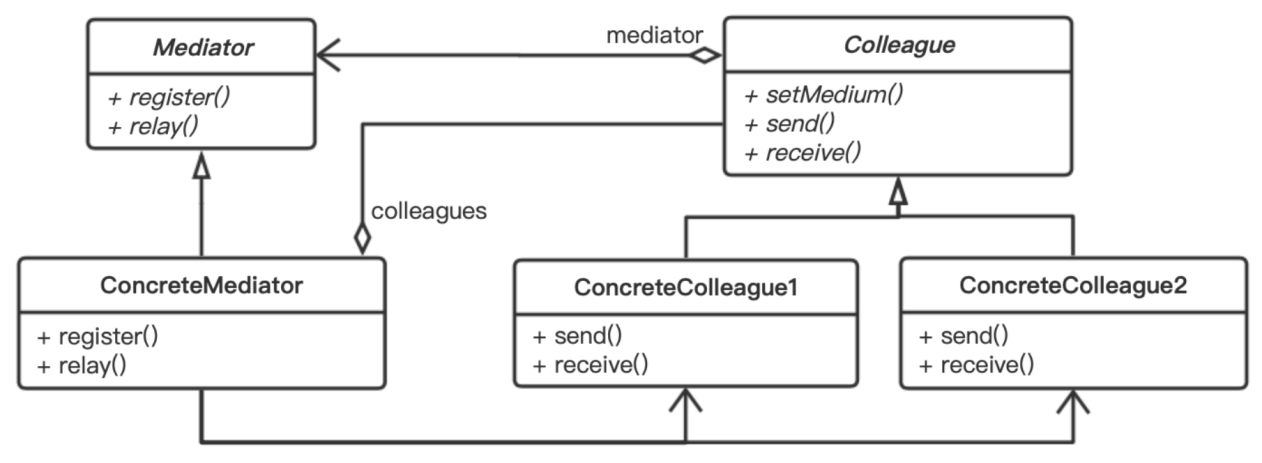 Mediator
+ register()
+ relay()
mediator
Colleague
+ setMedium()
+ send()
+ receive()
colleagues
ConcreteMediator
+ register()
+ relay()
ConcreteColleague1
+ send()
+ receive()
ConcreteColleague2
+ send()
+ receive()